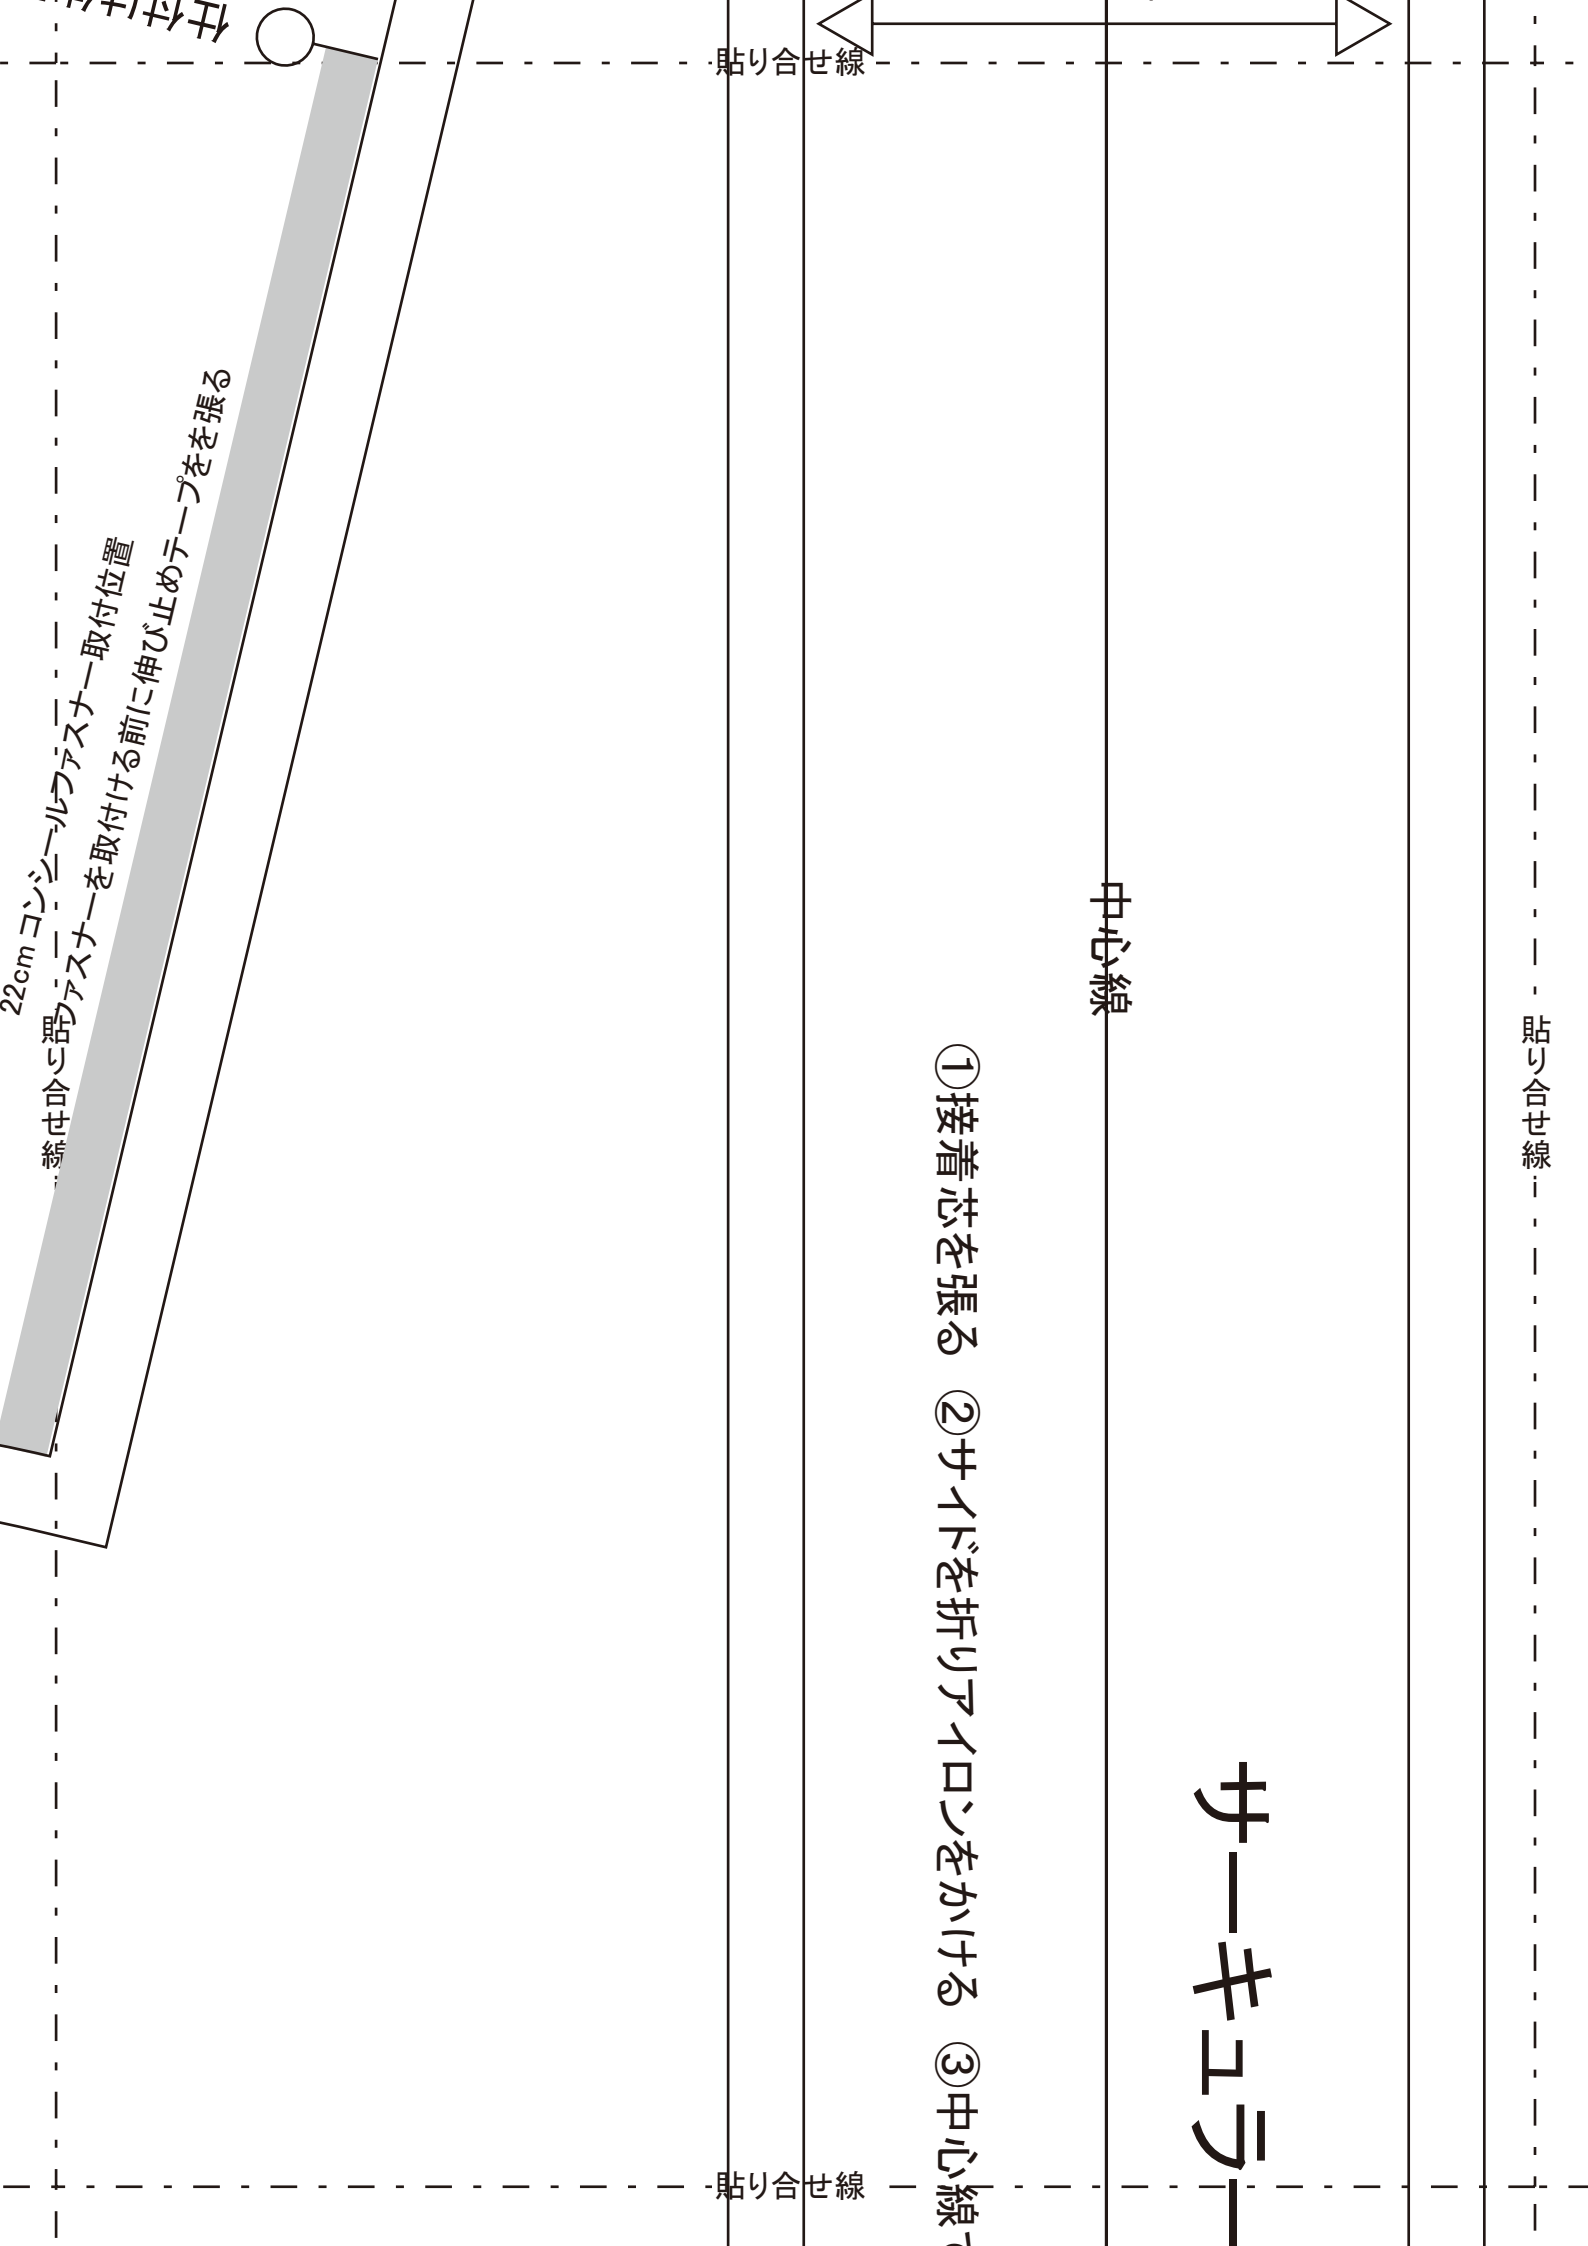 仕付け
貼り合せ線
22cm コンシールファスナー取付位置
ファスナーを取付ける前に伸び止めテープをを張る
貼り合せ線
中心線
貼り合せ線
①接着芯を張る ②サイドを折りアイロンをかける ③中心線で
サーキュラー
貼り合せ線